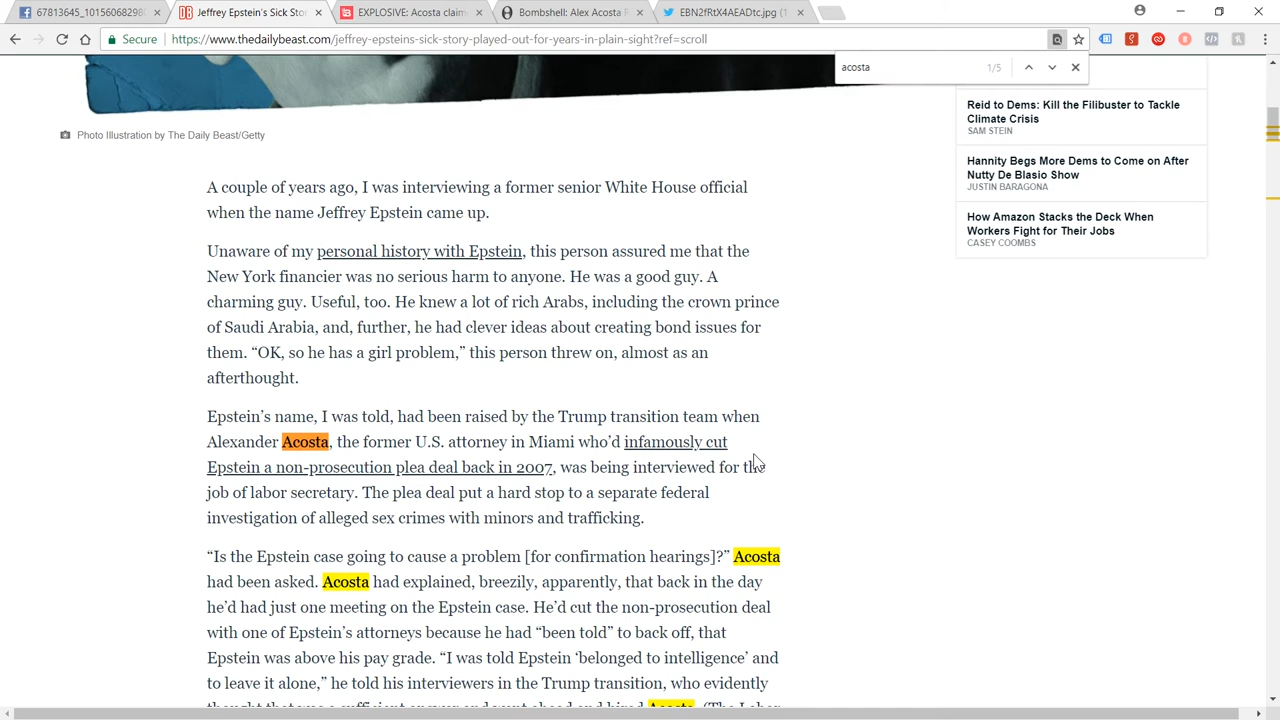 67813645_10156068298
Jeffrey Epstein's Sick Sto
EXPLOSIVE: Acosta claim
Bombshell: Alex Acosta P
EBN2fRtX4AEADtc.jpg (1
Secure
https://www.thedailybeast.com/jeffrey-epsteins-sick-story-played-out-for-years-in-plain-sight?ref=scroll
acosta 1/5
Photo Illustration by The Daily Beast/Getty
Reid to Dems: Kill the Filibuster to Tackle
Climate Crisis
SAM STEIN
Hannity Begs More Dems to Come on After
Nutty De Blasio Show
JUSTIN BARAGONA
How Amazon Stacks the Deck When
Workers Fight for Their Jobs
CASEY COOMBS
A couple of years ago, I was interviewing a former senior White House official
when the name Jeffrey Epstein came up.
Unaware of my personal history with Epstein, this person assured me that the
New York financier was no serious harm to anyone. He was a good guy. A
charming guy. Useful, too. He knew a lot of rich Arabs, including the crown prince
of Saudi Arabia, and, further, he had clever ideas about creating bond issues for
them. “OK, so he has a girl problem,” this person threw on, almost as an
afterthought.
Epstein’s name, I was told, had been raised by the Trump transition team when
Alexander Acosta, the former U.S. attorney in Miami who’d infamously cut
Epstein a non-prosecution plea deal back in 2007, was being interviewed for the
job of labor secretary. The plea deal put a hard stop to a separate federal
investigation of alleged sex crimes with minors and trafficking.
“Is the Epstein case going to cause a problem [for confirmation hearings]?” Acosta
had been asked. Acosta had explained, breezily, apparently, that back in the day
he’d had just one meeting on the Epstein case. He’d cut the non-prosecution deal
with one of Epstein’s attorneys because he had “been told” to back off, that
Epstein was above his pay grade. “I was told Epstein ‘belonged to intelligence’ and
to leave it alone,” he told his interviewers in the Trump transition, who evidently
thought that was a sufficient answer and went ahead and hired Acosta. (The Labor